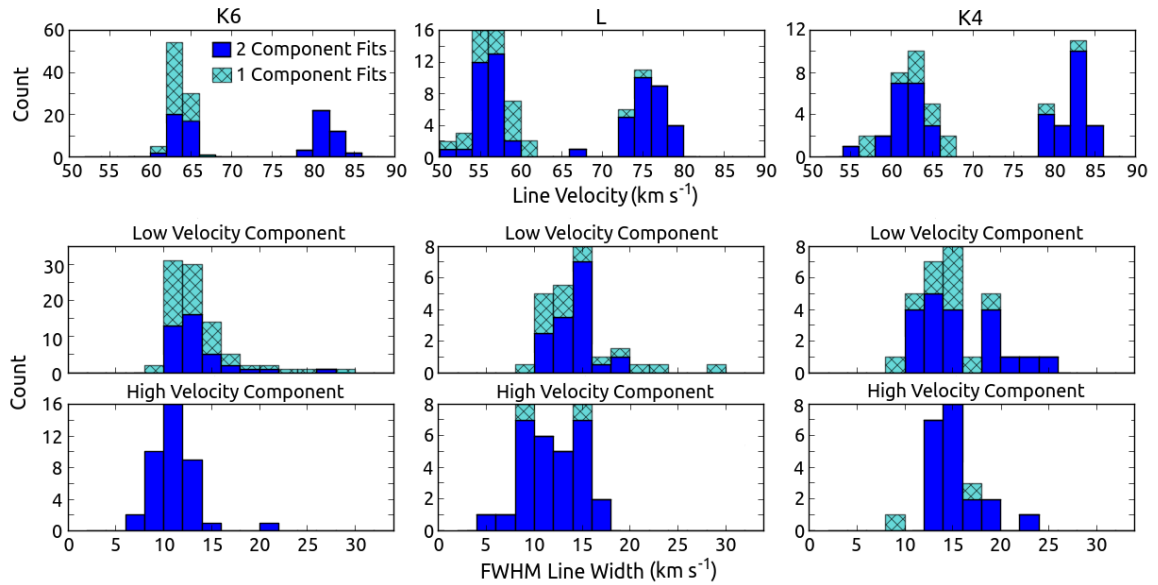 K6 L K4
Count
60
40
20
0
2 Component Fits
1 Component Fits
50 55 60 65 70 75 80 85 90
16
12
8
4
0
50 55 60 65 70 75 80 85 90
12
8
4
0
50 55 60 65 70 75 80 85 90
Line Velocity (km s⁻¹)
Low Velocity Component Low Velocity Component Low Velocity Component
Count
30
20
10
0
8
6
4
2
0
8
6
4
2
0
High Velocity Component High Velocity Component High Velocity Component
16
12
8
4
0
0 5 10 15 20 25 30
8
6
4
2
0
0 5 10 15 20 25 30
8
6
4
2
0
0 5 10 15 20 25 30
FWHM Line Width (km s⁻¹)